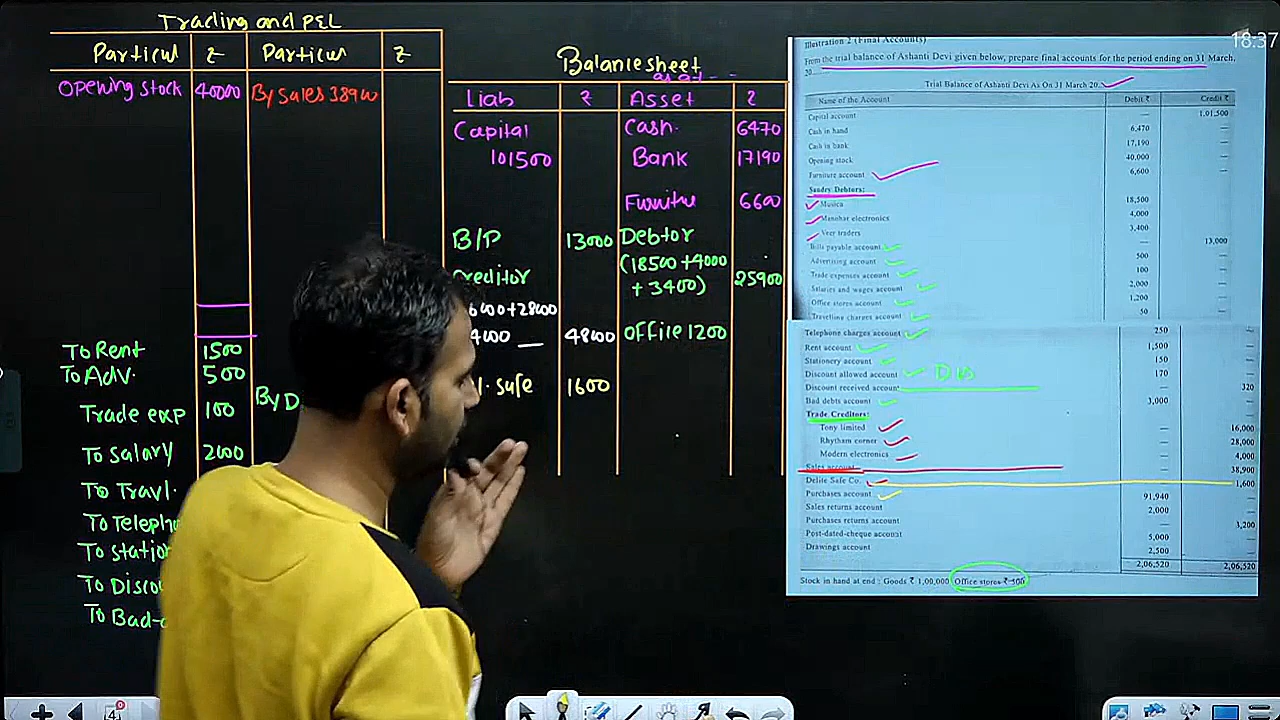 Trading and P&L
Particul ₹ Particus ₹
Opening stock 40000 By Sales 38900
To Rent 1500
To Adv. 500
Trade exp 100
By D
To Salary 2000
To Travl.
To Teleph
To station
To Disco
To Bad-
Balancesheet
as at - -
Liab ₹ Asset ₹
Capital Cash. 6470
101500 Bank 17190
Furnitu 6600
B/P 13000 Debtor
reditor (18500+4000
+ 3400) 25900
000+28000
4000 48000 office 1200
. safe 1600
18:37
Illustration 2 (Final Accounts)
From the trial balance of Ashanti Devi given below, prepare final accounts for the period ending on 31 March,
20....
Trial Balance of Ashanti Devi As On 31 March 20..
Name of the Account Debit ₹ Credit ₹
Capital account — 1,01,500
Cash in hand 6,470 —
Cash in bank 17,190 —
Opening stock 40,000 —
Furniture account 6,600 —
Sundry Debtors:
Musica 18,500 —
Manohar electronics 4,000 —
Veer traders 3,400 —
Bills payable account — 13,000
Advertising account 500 —
Trade expenses account 100 —
Salaries and wages account 2,000 —
Office stores account 1,200 —
Travelling charges account 50 —
Telephone charges account 250 —
Rent account 1,500 —
Stationery account 150 —
Discount allowed account 170 —
Discount received account — 320
Bad debts account 3,000 —
Trade Creditors:
Tony limited — 16,000
Rhytham corner — 28,000
Modern electronics — 4,000
Sales account — 38,900
Delite Safe Co. — 1,600
Purchases account 91,940 —
Sales returns account 2,000 —
Purchases returns account — 3,200
Post-dated-cheque account 5,000 —
Drawings account 2,500 —
2,06,520 2,06,520
Stock in hand at end : Goods ₹ 1,00,000 Office stores ₹ 500
4
0